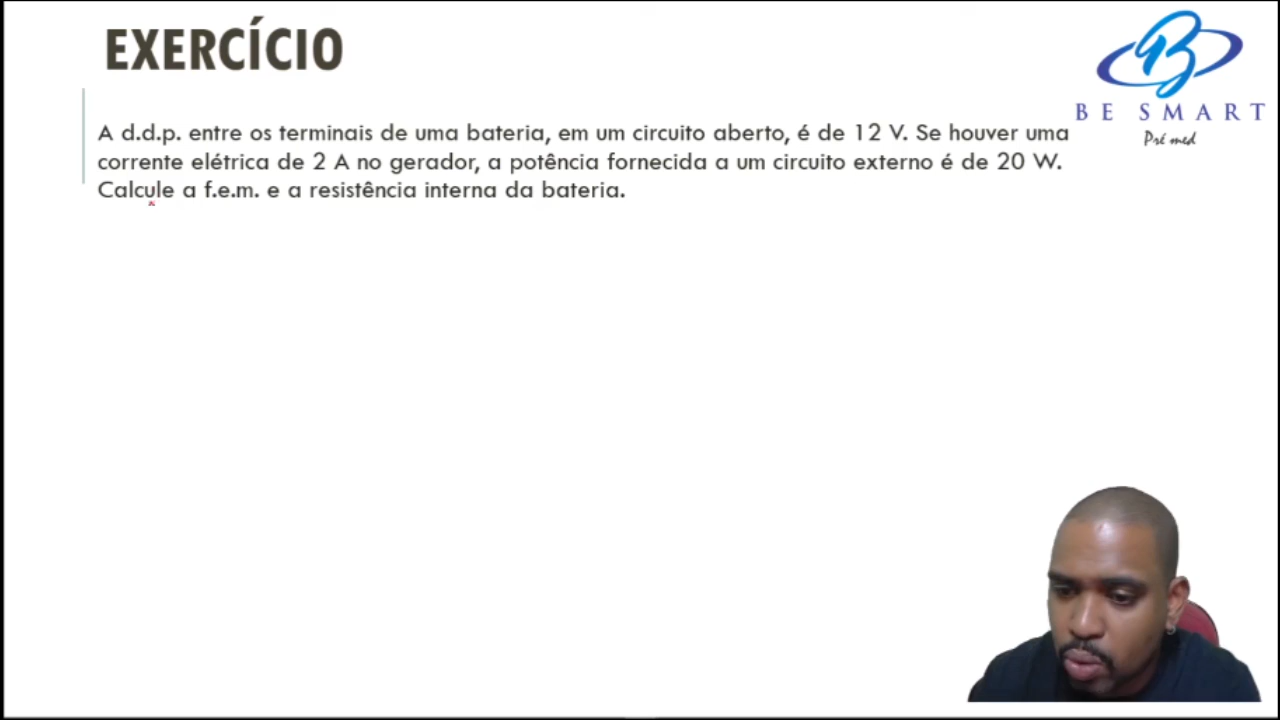 EXERCÍCIO
BE SMART
Pré med
A d.d.p. entre os terminais de uma bateria, em um circuito aberto, é de 12 V. Se houver uma
corrente elétrica de 2 A no gerador, a potência fornecida a um circuito externo é de 20 W.
Calcule a f.e.m. e a resistência interna da bateria.